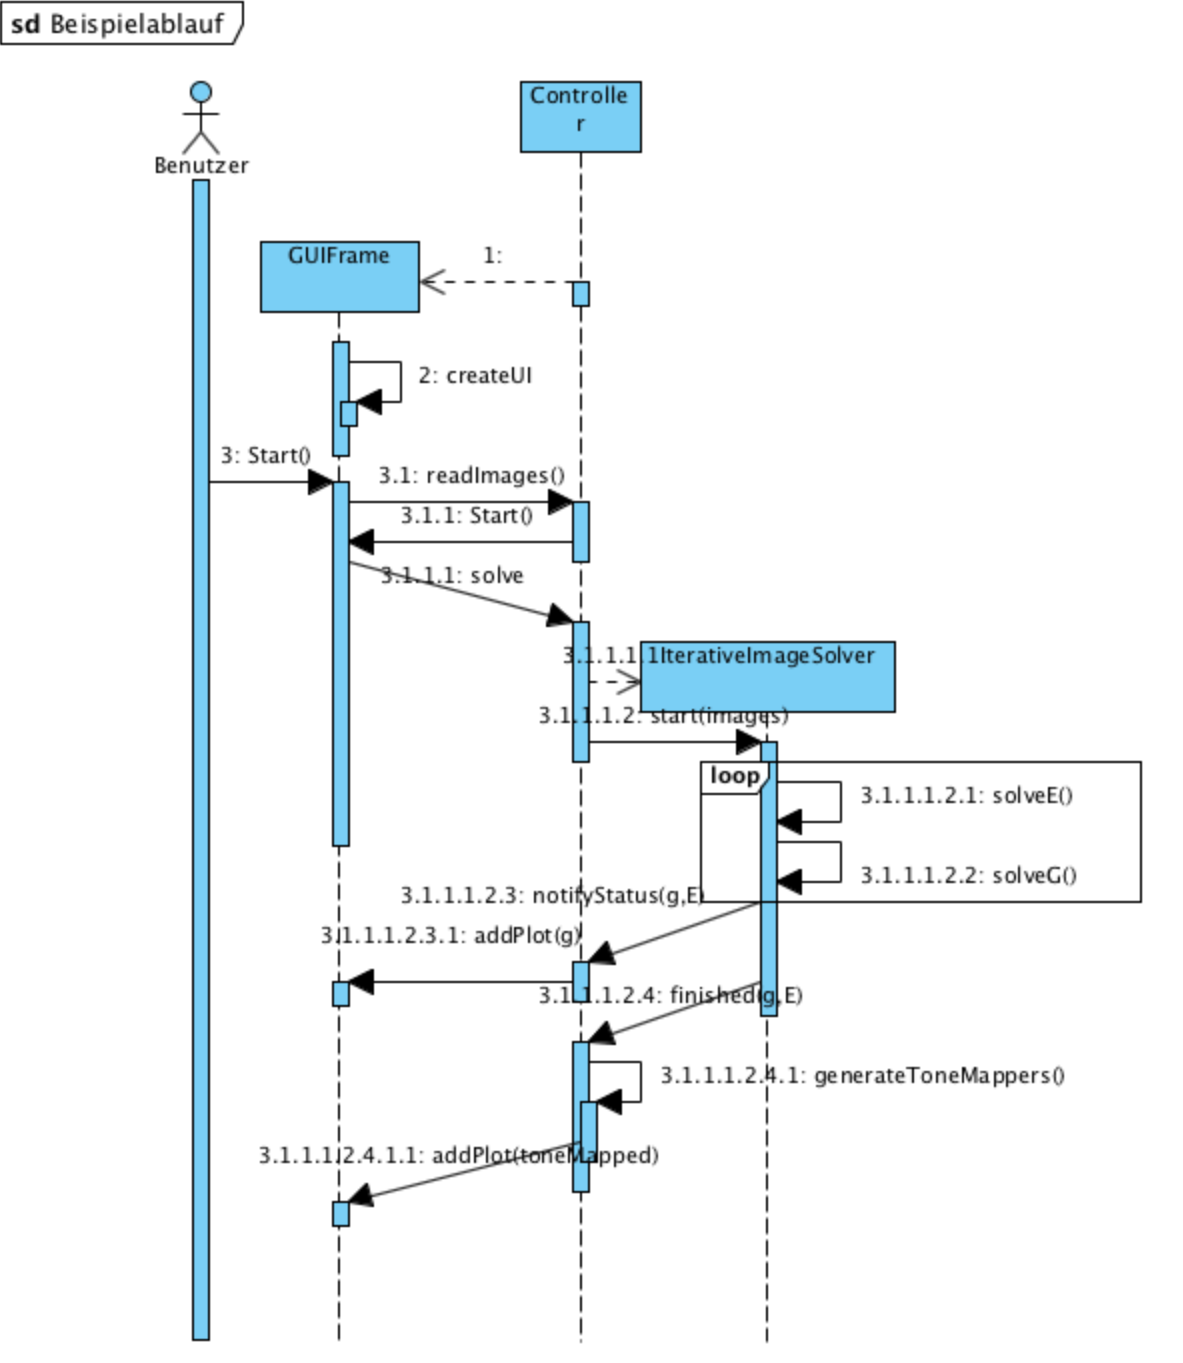 sd Beispielablauf
Controlle
r
Benutzer
GUIFrame
1:
2: createUI
3: Start()
3.1: readImages()
3.1.1: Start()
3.1.1.1: solve
3.1.1.1.1IterativeImageSolver
3.1.1.1.2: start(images)
loop
3.1.1.1.2.1: solveE()
3.1.1.1.2.2: solveG()
3.1.1.1.2.3: notifyStatus(g,E)
3.1.1.1.2.3.1: addPlot(g)
3.1.1.1.2.4: finished(g,E)
3.1.1.1.2.4.1: generateToneMappers()
3.1.1.1.2.4.1.1: addPlot(toneMapped)